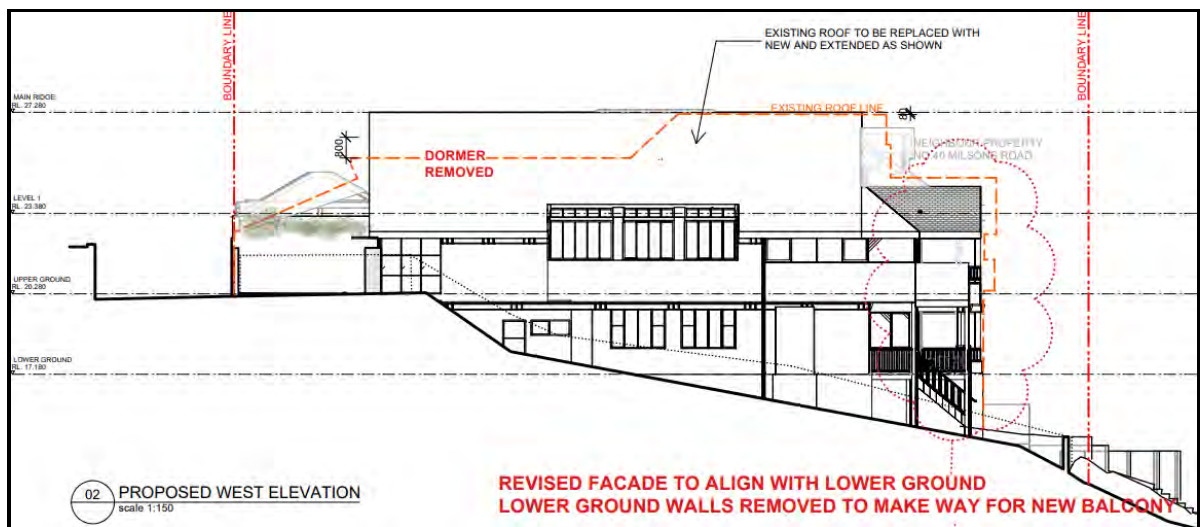 BOUNDARY LINE
EXISTING ROOF TO BE REPLACED WITH
NEW AND EXTENDED AS SHOWN
BOUNDARY LINE
MAIN RIDGE
RL. 27.280
EXISTING ROOF LINE
80
800
DORMER
REMOVED
NEIGHBOUR PROPERTY
NO.40 MILSONE ROAD
LEVEL 1
RL. 23.380
UPPER GROUND
RL. 20.280
LOWER GROUND
RL. 17.180
02
PROPOSED WEST ELEVATION
scale 1:150
REVISED FACADE TO ALIGN WITH LOWER GROUND
LOWER GROUND WALLS REMOVED TO MAKE WAY FOR NEW BALCONY